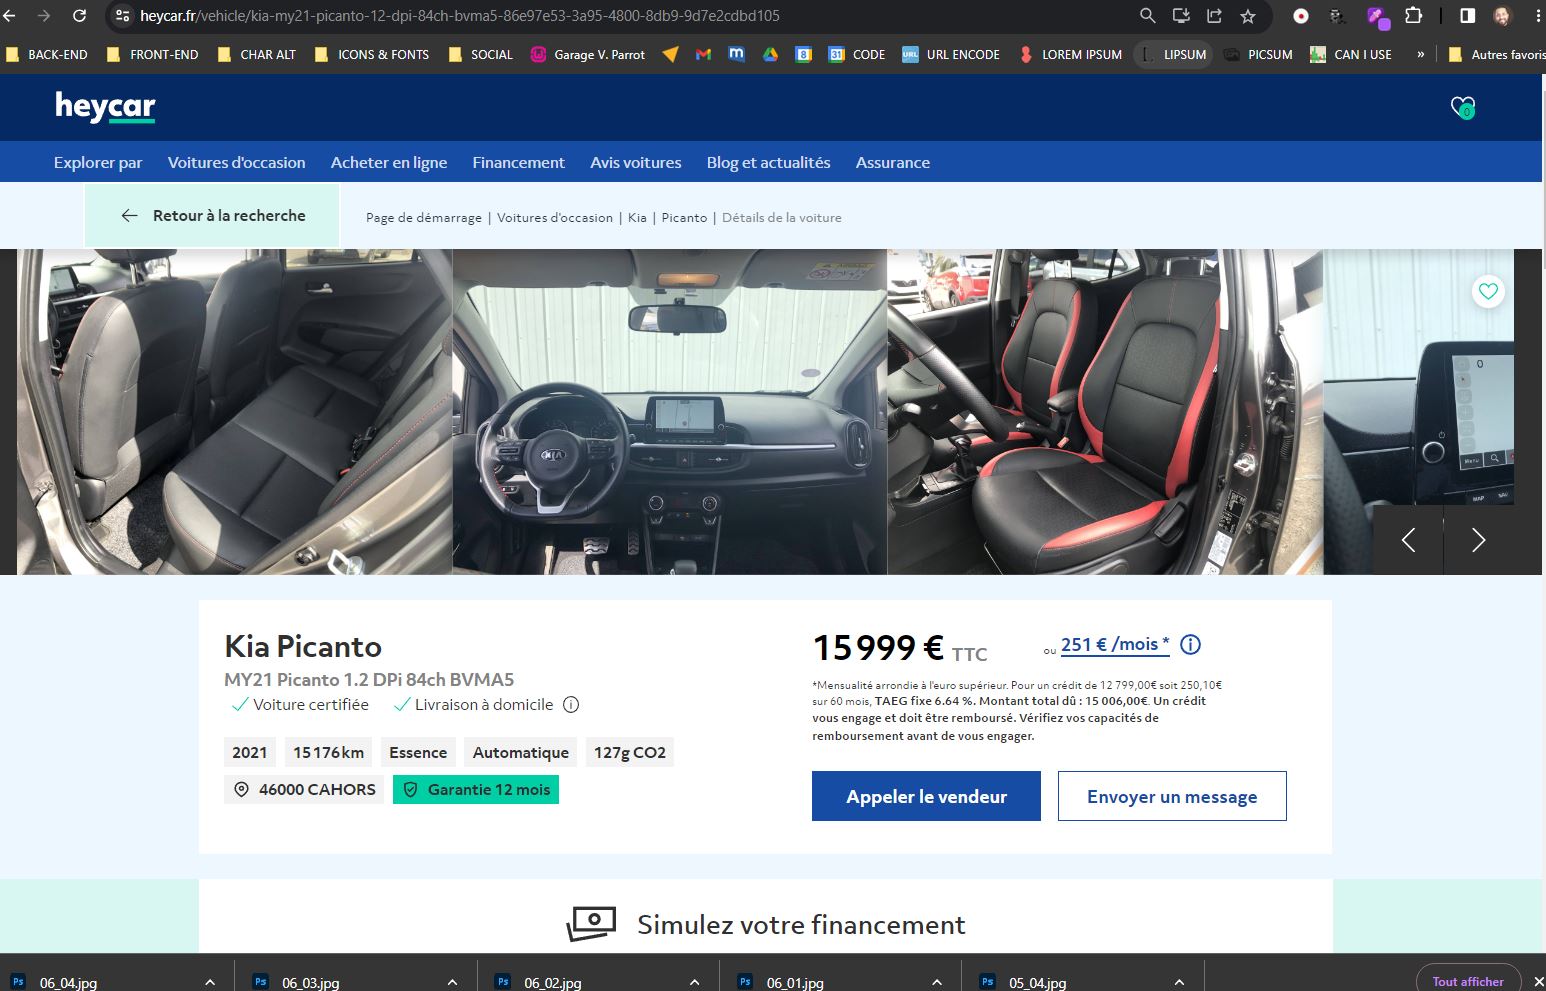 heycar.fr/vehicle/kia-my21-picanto-12-dpi-84ch-bvma5-86e97e53-3a95-4800-8db9-9d7e2cdbd105
BACK-END FRONT-END CHAR ALT ICONS & FONTS SOCIAL Garage V. Parrot CODE URL ENCODE LOREM IPSUM LIPSUM PICSUM CAN I USE » Autres favoris
heycar
0
Explorer par Voitures d'occasion Acheter en ligne Financement Avis voitures Blog et actualités Assurance
Retour à la recherche
Page de démarrage | Voitures d'occasion | Kia | Picanto | Détails de la voiture
KIA
0
Menu
MAP NAV
Kia Picanto
MY21 Picanto 1.2 DPi 84ch BVMA5
Voiture certifiée Livraison à domicile
2021 15 176 km Essence Automatique 127g CO2
46000 CAHORS Garantie 12 mois
15 999 € TTC ou 251 € /mois *
*Mensualité arrondie à l'euro supérieur. Pour un crédit de 12 799,00€ soit 250,10€
sur 60 mois, TAEG fixe 6.64 %. Montant total dû : 15 006,00€. Un crédit
vous engage et doit être remboursé. Vérifiez vos capacités de
remboursement avant de vous engager.
Appeler le vendeur Envoyer un message
Simulez votre financement
06_04.jpg 06_03.jpg 06_02.jpg 06_01.jpg 05_04.jpg Tout afficher